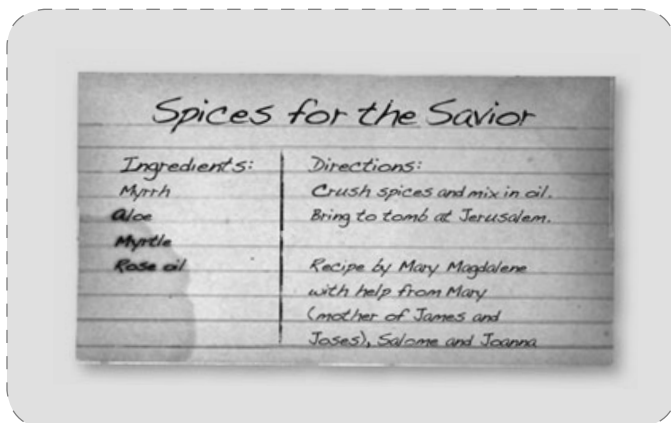 Spices for the Savior
Ingredients:
Myrrh
Aloe
Myrtle
Rose oil
Directions:
Crush spices and mix in oil.
Bring to tomb at Jerusalem.
Recipe by Mary Magdalene
with help from Mary
(mother of James and
Joses), Salome and Joanna